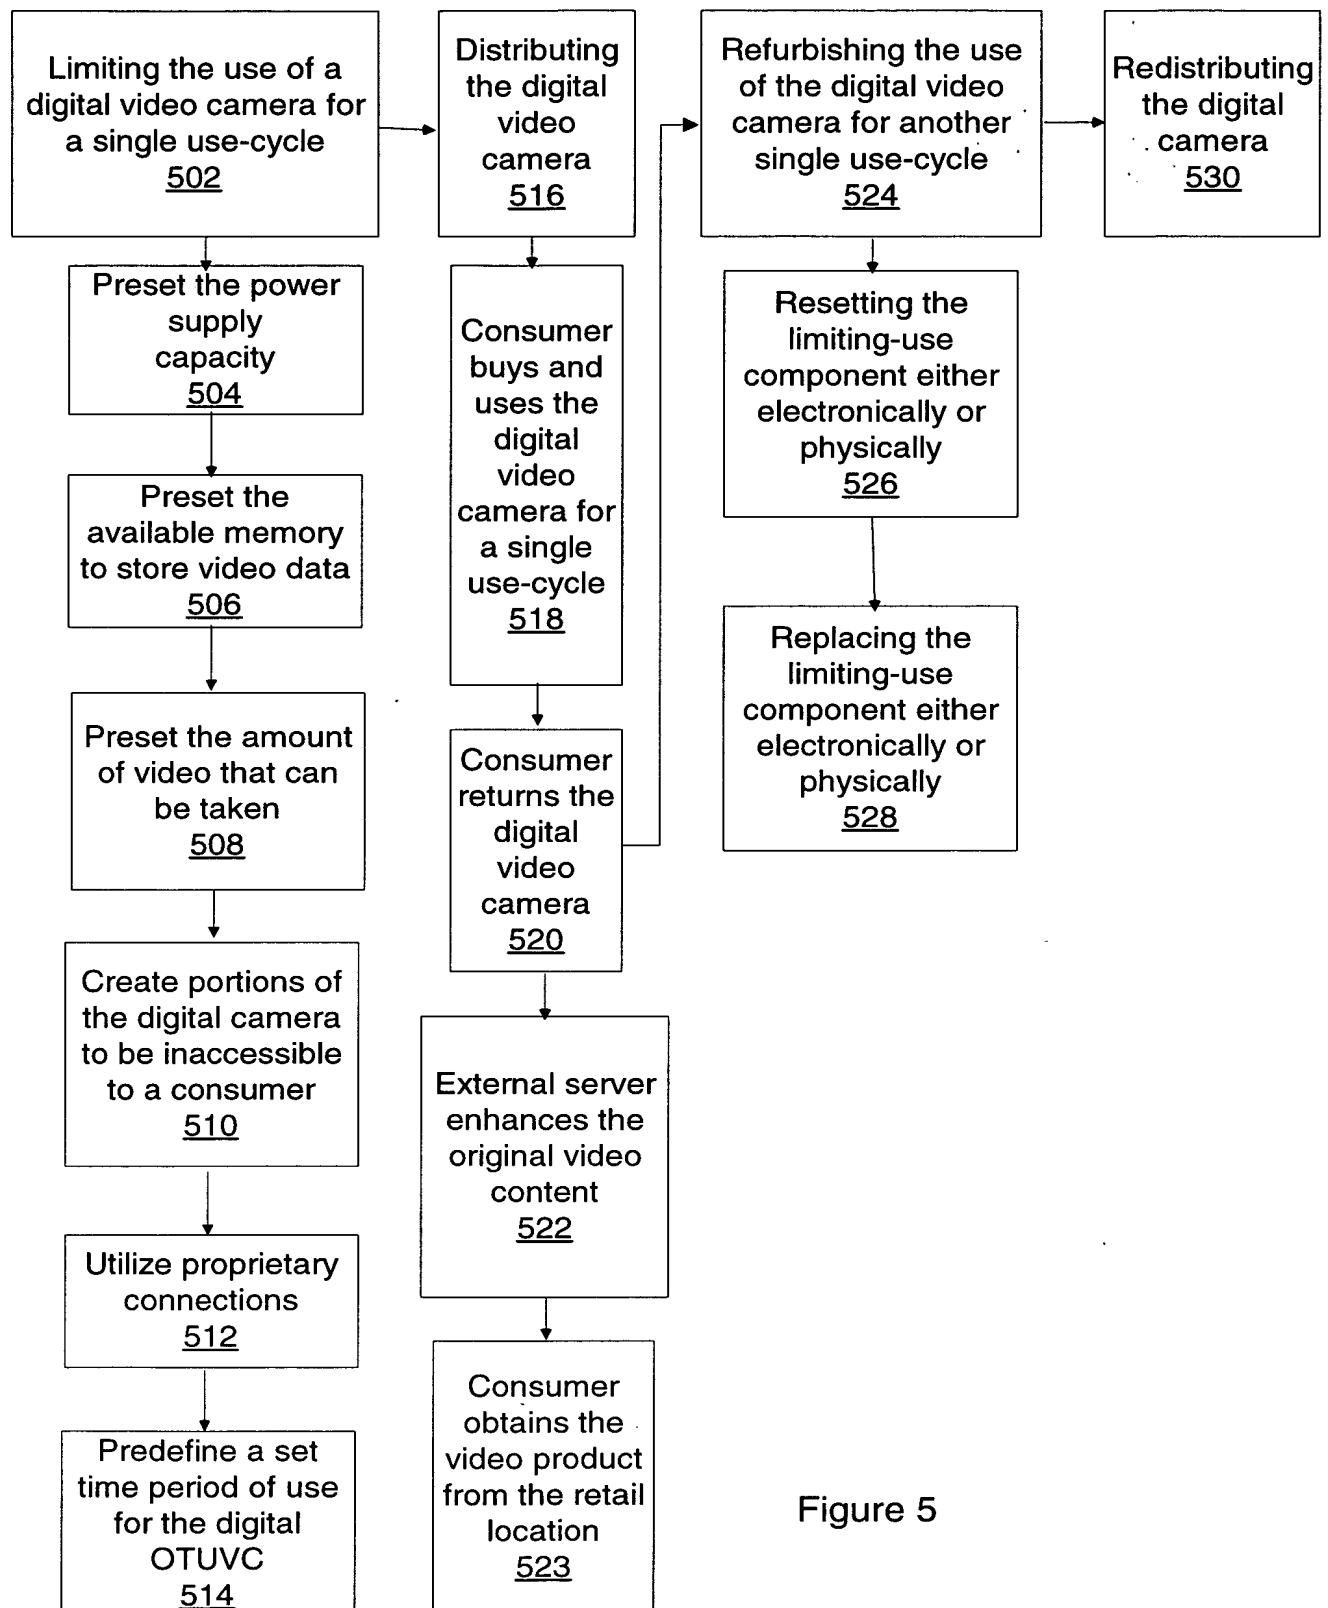 Limiting the use of a
digital video camera for
a single use-cycle
502
Preset the power
supply
capacity
504
Preset the
available memory
to store video data
506
Preset the amount
of video that can
be taken
508
Create portions of
the digital camera
to be inaccessible
to a consumer
510
Utilize proprietary
connections
512
Predefine a set
time period of use
for the digital
OTUVC
514
Distributing
the digital
video
camera
516
Consumer
buys and
uses the
digital
video
camera for
a single
use-cycle
518
Consumer
returns the
digital
video
camera
520
External server
enhances the
original video
content
522
Consumer
obtains the
video product
from the retail
location
523
Refurbishing the use
of the digital video
camera for another
single use-cycle
524
Resetting the
limiting-use
component either
electronically or
physically
526
Replacing the
limiting-use
component either
electronically or
physically
528
Redistributing
the digital
camera
530
Figure 5